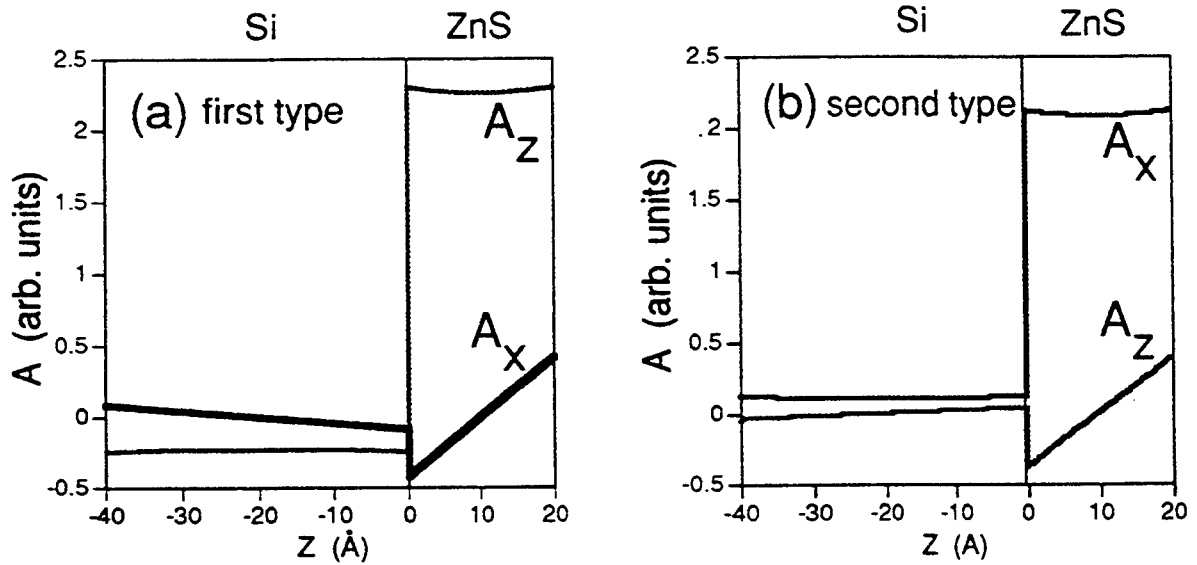 Si ZnS
2.5
2
1.5
1
0.5
0
-0.5
(a) first type
A_z
A_x
A (arb. units)
-40 -30 -20 -10 0 10 20
Z (Å)
Si ZnS
2.5
.2
1.5
1
0.5
0
-0.5
(b) second type
A_x
A_z
A (arb. units)
-40 -30 -20 -10 0 10 20
Z (A)